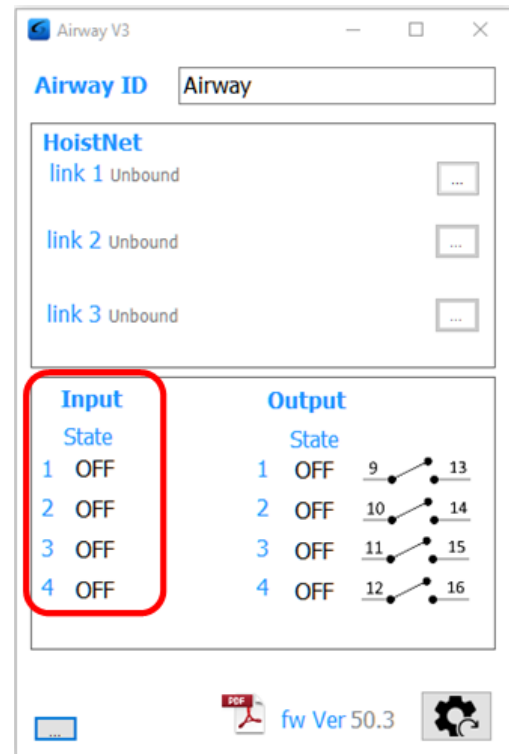 Airway V3
Airway ID Airway
HoistNet
link 1 Unbound ...
link 2 Unbound ...
link 3 Unbound ...
Input Output
State State
1 OFF 1 OFF 9 13
2 OFF 2 OFF 10 14
3 OFF 3 OFF 11 15
4 OFF 4 OFF 12 16
... PDF fw Ver 50.3